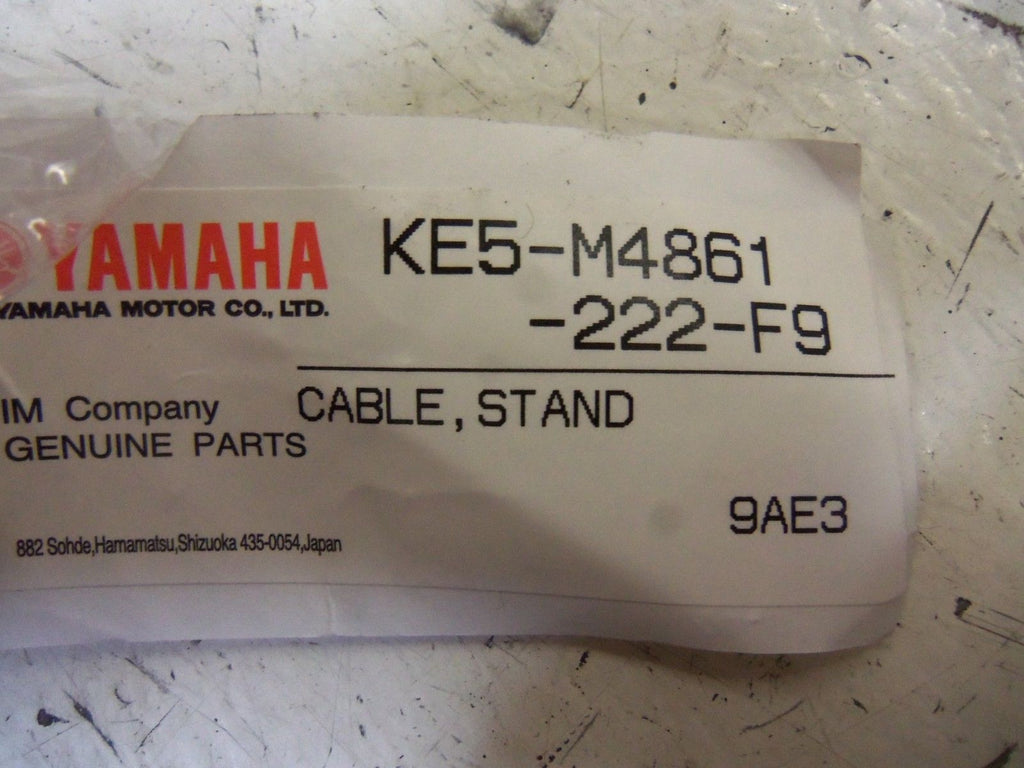 YAMAHA
YAMAHA MOTOR CO., LTD.
KE5-M4861
-222-F9
IM Company
GENUINE PARTS
CABLE, STAND
9AE3
882 Sohde,Hamamatsu,Shizuoka 435-0054,Japan